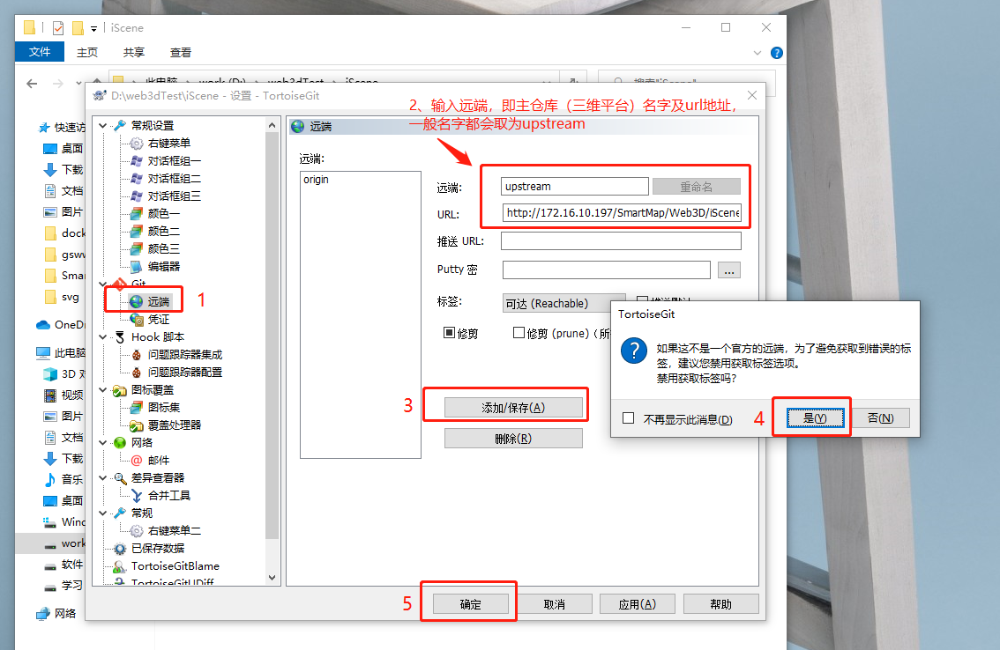 iScene
文件 主页 共享 查看
此电脑 work (D:) web3dTest iScene
搜索"iScene"
D:\web3dTest\iScene - 设置 - TortoiseGit
2、输入远端，即主仓库（三维平台）名字及url地址，
一般名字都会取为upstream
快速访
桌面
下载
文档
图片
dock
gsww
Smar
svg
OneDr
此电脑
3D 对
视频
图片
文档
下载
音乐
桌面
Wind
work
软件
学习
网络
常规设置
右键菜单
对话框组一
对话框组二
对话框组三
颜色一
颜色二
颜色三
编辑器
Git
远端
1
凭证
Hook 脚本
问题跟踪器集成
问题跟踪器配置
图标覆盖
图标集
覆盖处理器
网络
邮件
差异查看器
合并工具
常规
右键菜单二
已保存数据
TortoiseGitBlame
TortoiseGitUDiff
远端
远端:
origin
远端: upstream 重命名
URL: http://172.16.10.197/SmartMap/Web3D/iScene
推送 URL:
Putty 密 ...
标签: 可达 (Reachable) 推送默认
修剪 修剪 (prune)（所
3 添加/保存(A)
删除(R)
TortoiseGit
如果这不是一个官方的远端，为了避免获取到错误的标
签，建议您禁用获取标签选项。
禁用获取标签吗?
不再显示此消息(D) 4 是(Y) 否(N)
5 确定 取消 应用(A) 帮助